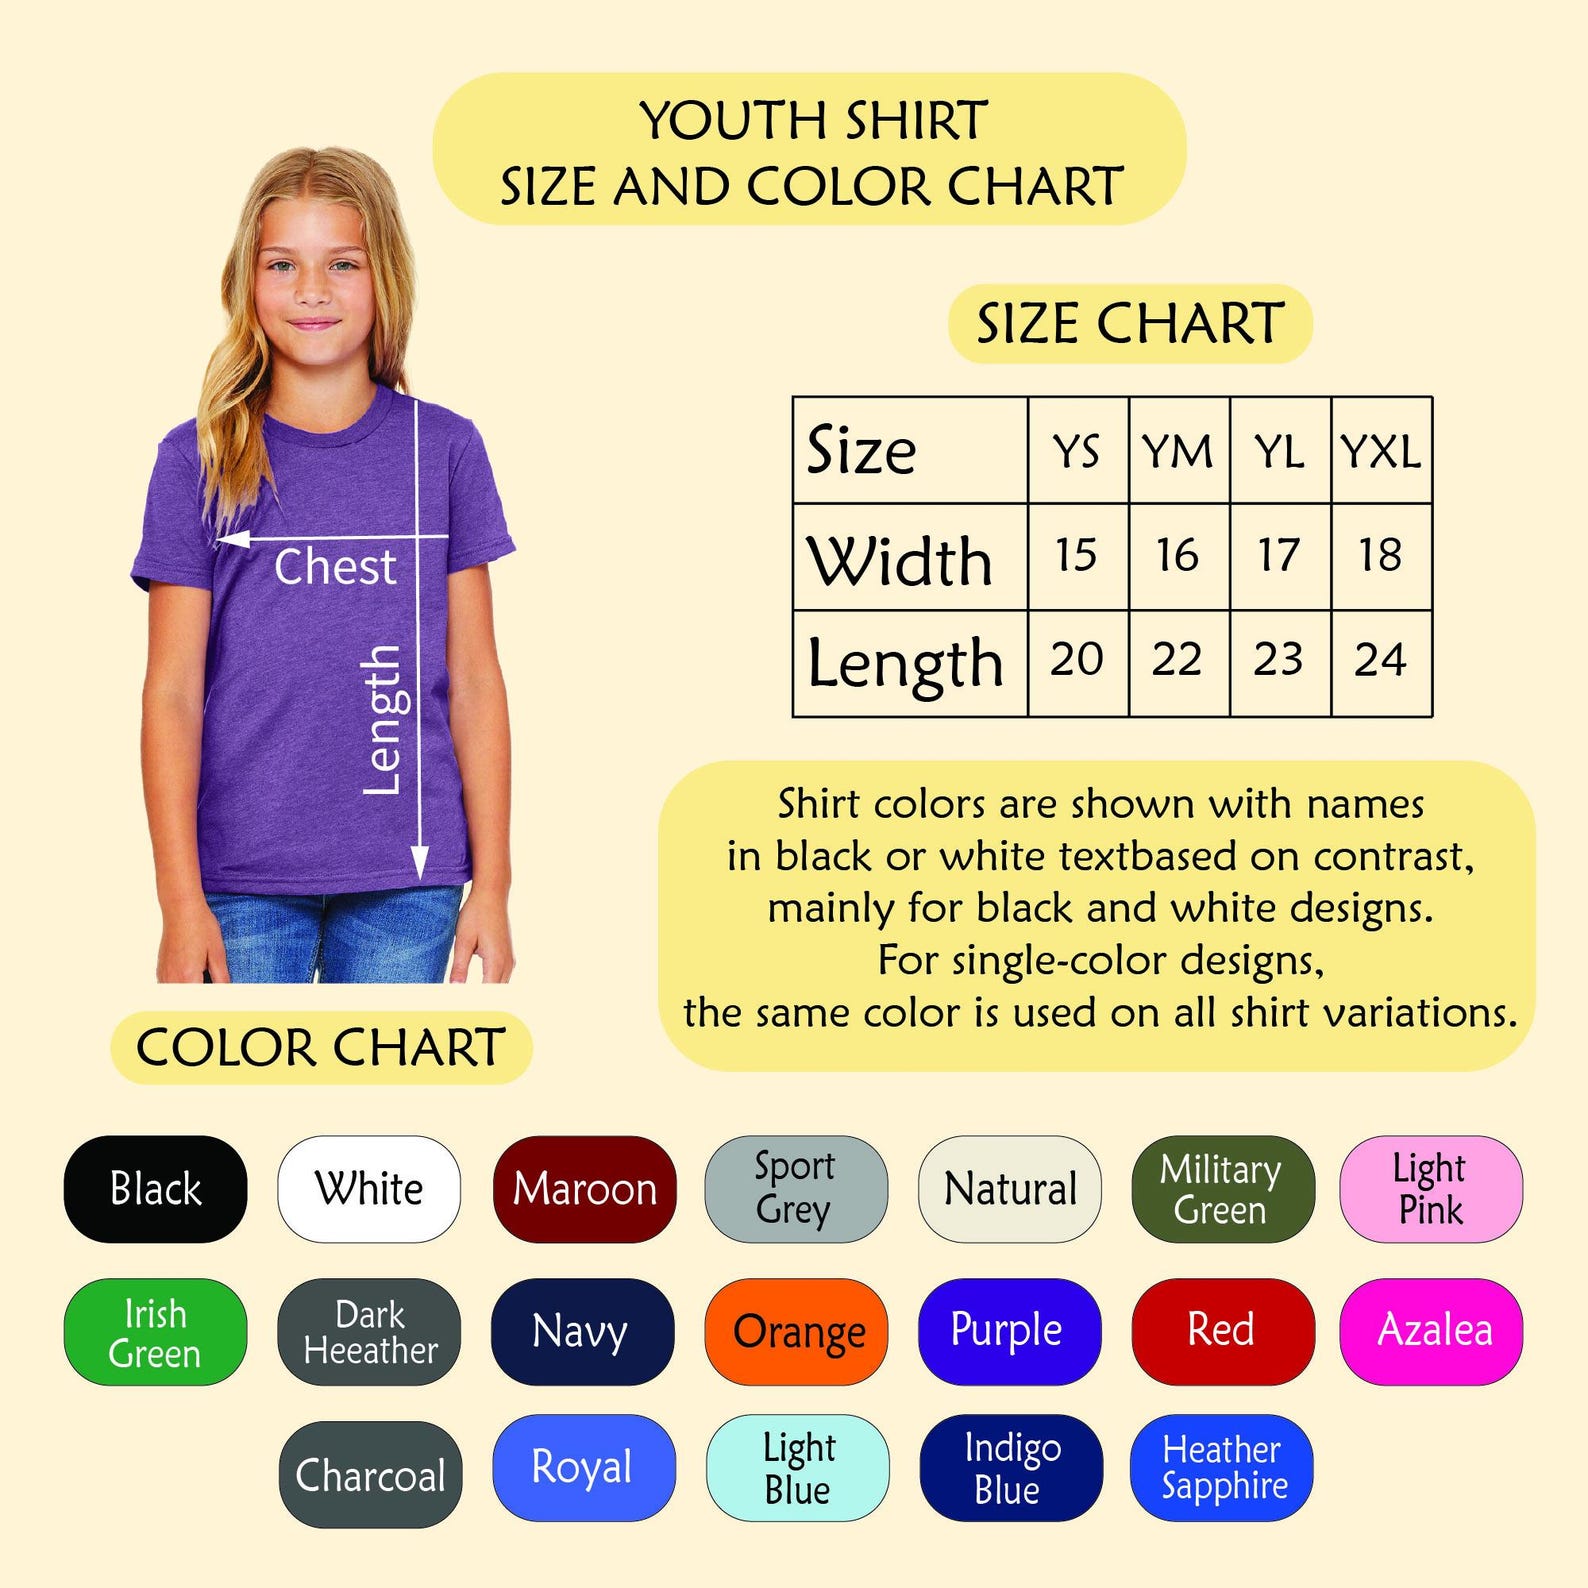 YOUTH SHIRT
SIZE AND COLOR CHART
SIZE CHART
Size YS YM YL YXL
Width 15 16 17 18
Length 20 22 23 24
Chest
Length
Shirt colors are shown with names
in black or white textbased on contrast,
mainly for black and white designs.
For single-color designs,
the same color is used on all shirt variations.
COLOR CHART
Black
White
Maroon
Sport
Grey
Natural
Military
Green
Light
Pink
Irish
Green
Dark
Heeather
Navy
Orange
Purple
Red
Azalea
Charcoal
Royal
Light
Blue
Indigo
Blue
Heather
Sapphire